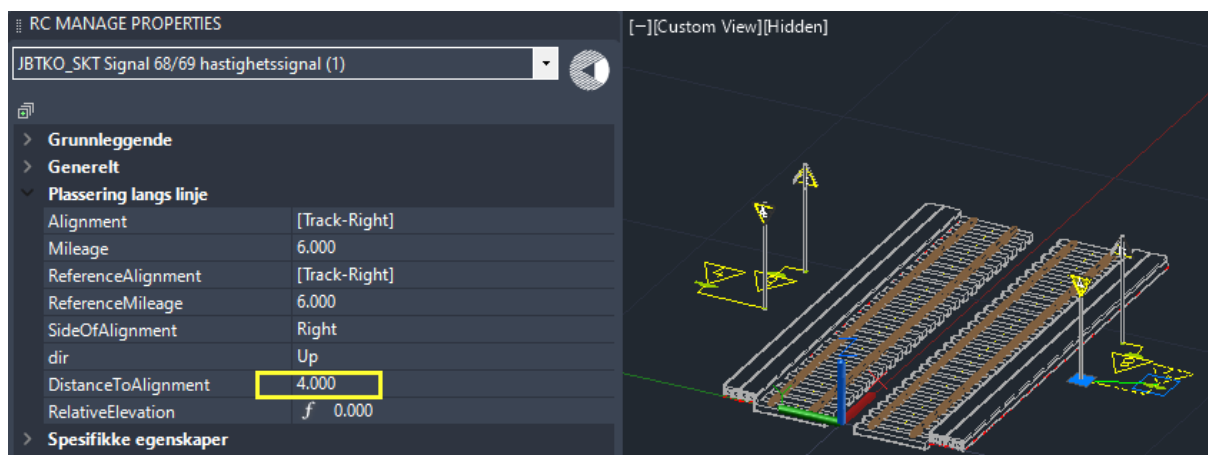 RC MANAGE PROPERTIES
JBTKO_SKT Signal 68/69 hastighetssignal (1)
Grunnleggende
Generelt
Plassering langs linje
Alignment [Track-Right]
Mileage 6.000
ReferenceAlignment [Track-Right]
ReferenceMileage 6.000
SideOfAlignment Right
dir Up
DistanceToAlignment 4.000
RelativeElevation f 0.000
Spesifikke egenskaper
[−][Custom View][Hidden]